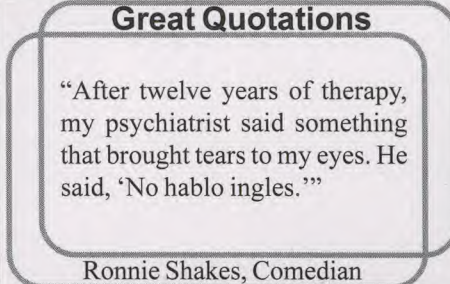 Great Quotations
“After twelve years of therapy,
my psychiatrist said something
that brought tears to my eyes. He
said, ‘No hablo ingles.’”
Ronnie Shakes, Comedian